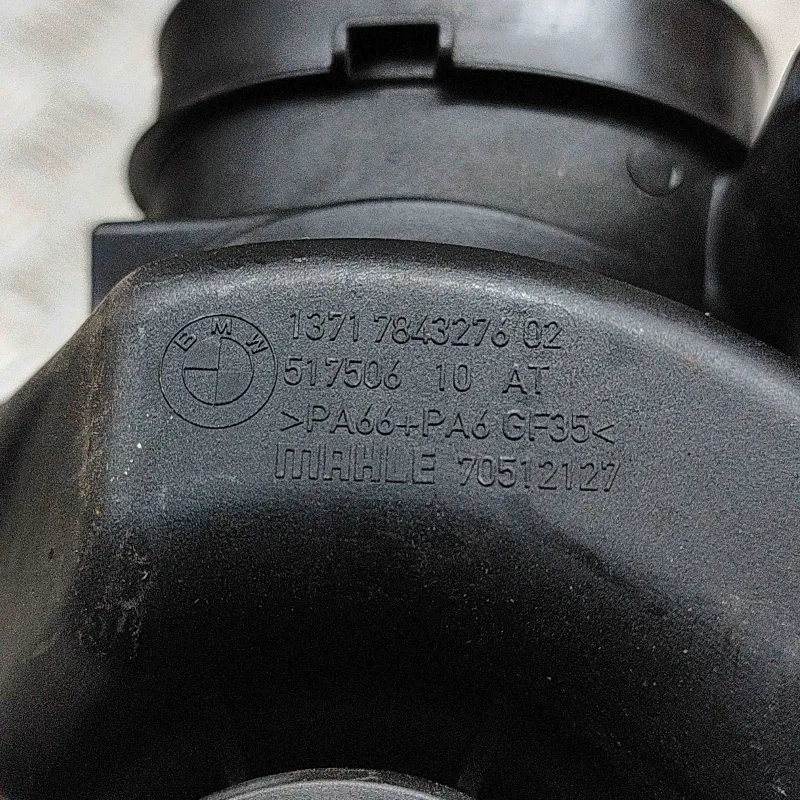 BMW
1371 7843276 02
517506 10 AT
>PA66+PA6 GF35<
MAHLE 70512127